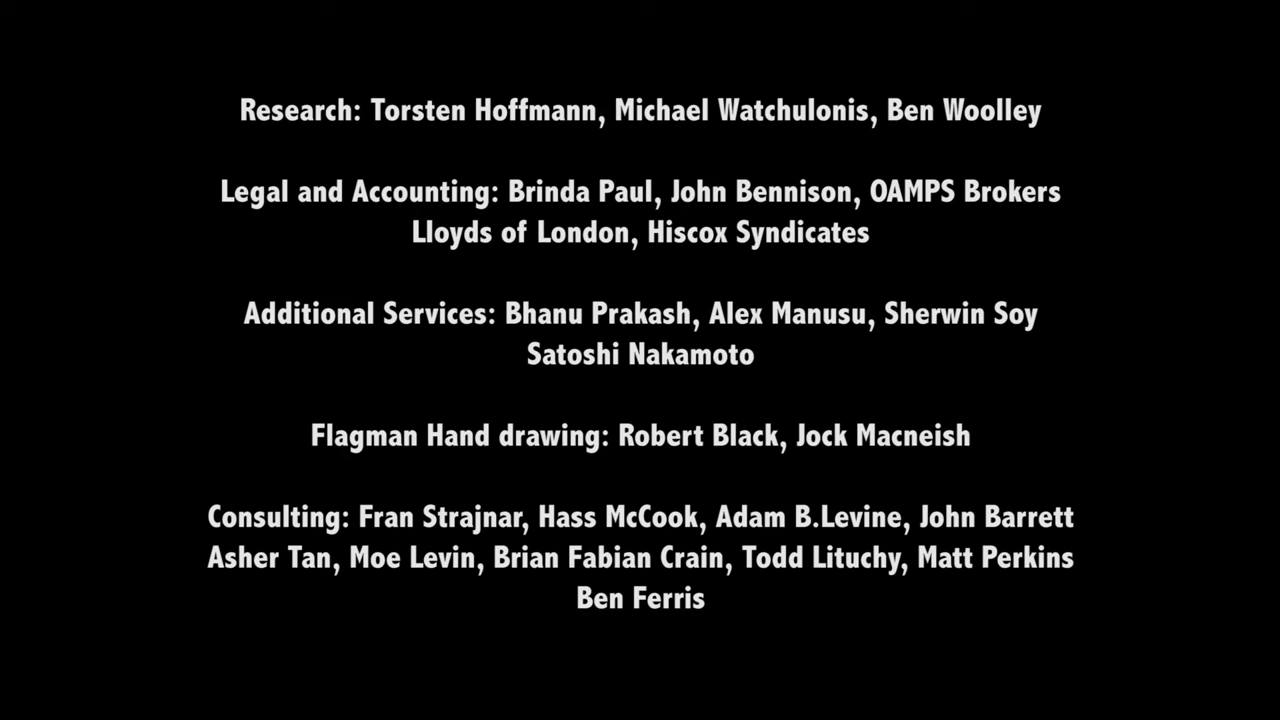 Research: Torsten Hoffmann, Michael Watchulonis, Ben Woolley
Legal and Accounting: Brinda Paul, John Bennison, OAMPS Brokers
Lloyds of London, Hiscox Syndicates
Additional Services: Bhanu Prakash, Alex Manusu, Sherwin Soy
Satoshi Nakamoto
Flagman Hand drawing: Robert Black, Jock Macneish
Consulting: Fran Strajnar, Hass McCook, Adam B.Levine, John Barrett
Asher Tan, Moe Levin, Brian Fabian Crain, Todd Lituchy, Matt Perkins
Ben Ferris